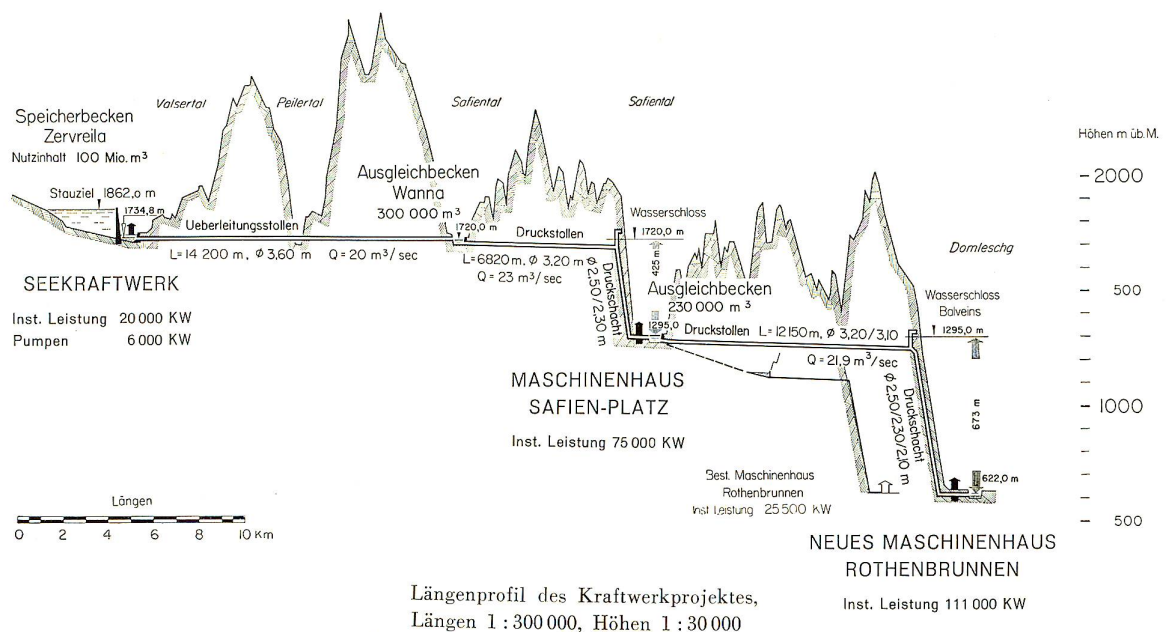 Valsertal
Peilertal
Safiental
Safiental
Speicherbecken
Zervreila
Nutzinhalt 100 Mio. m³
Stauziel 1862,0 m
1734,8 m
Ausgleichbecken
Wanna
300 000 m³
1720,0 m
Ueberleitungsstollen
L=14 200 m, ø 3,60 m Q = 20 m³/sec
Druckstollen
L=6820 m, ø 3,20 m
Q = 23 m³/sec
Wasserschloss
1720,0 m
425 m
Druckschacht
ø 2,50/2,30 m
Höhen m üb.M.
2000
500
1000
500
Domleschg
SEEKRAFTWERK
Inst. Leistung 20 000 KW
Pumpen 6 000 KW
Ausgleichbecken
230 000 m³
1295,0
Druckstollen L=12150 m, ø 3,20/3,10
Q = 21,9 m³/sec
Wasserschloss
Balveins
1295,0 m
Druckschacht
ø 2,50/2,30/2,10 m
673 m
622,0 m
MASCHINENHAUS
SAFIEN-PLATZ
Inst. Leistung 75 000 KW
Best. Maschinenhaus
Rothenbrunnen
Inst Leistung 25 500 KW
Längen
0 2 4 6 8 10 Km
NEUES MASCHINENHAUS
ROTHENBRUNNEN
Inst. Leistung 111 000 KW
Längenprofil des Kraftwerkprojektes,
Längen 1 : 300 000, Höhen 1 : 30 000